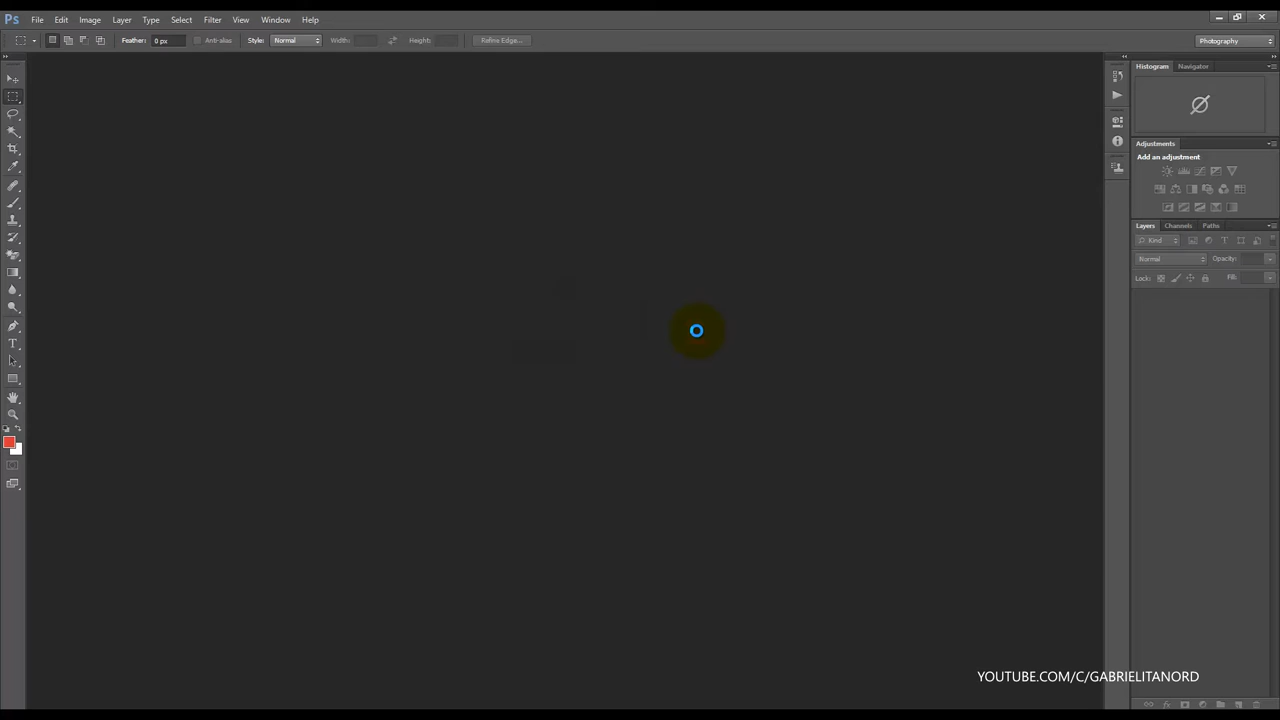 Ps File Edit Image Layer Type Select Filter View Window Help
Feather: 0 px Anti-alias Style: Normal Width: Height: Refine Edge... Photography
Histogram Navigator
Adjustments
Add an adjustment
Layers Channels Paths
Kind
Normal Opacity:
Lock: Fill:
YOUTUBE.COM/C/GABRIELITANORD